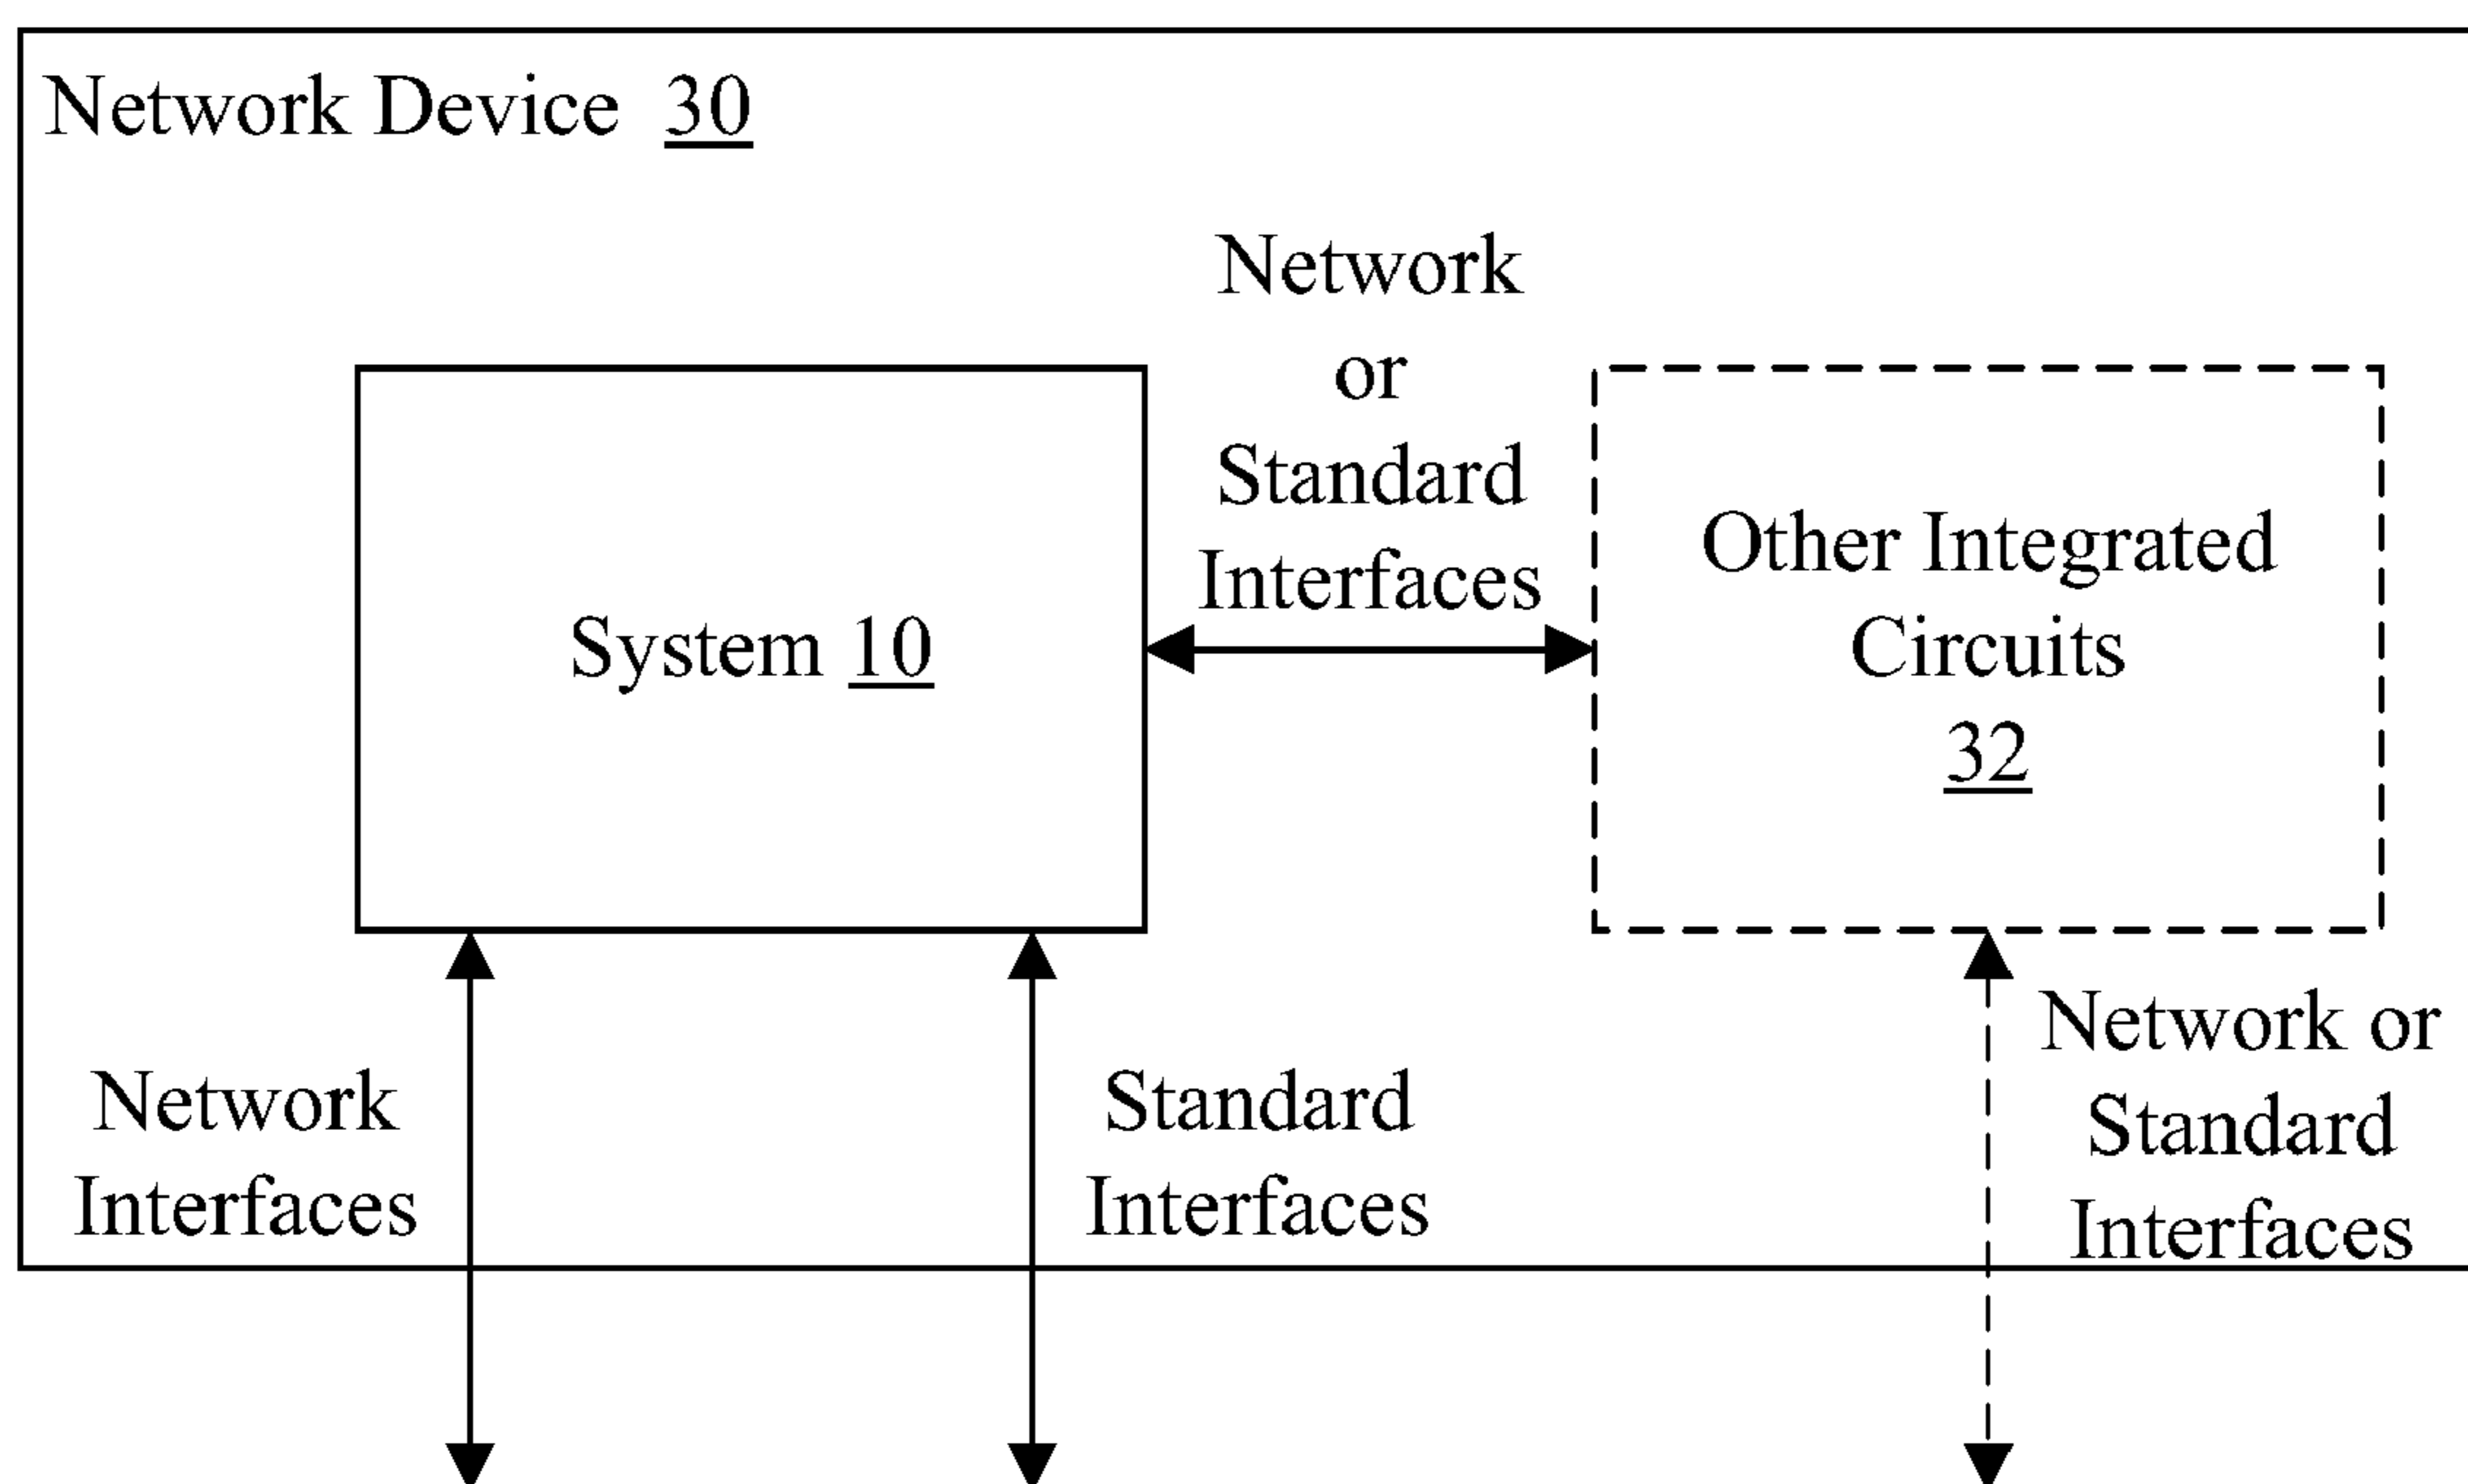 Network Device 30
Network
or
Standard
Interfaces
System 10
Other Integrated
Circuits
32
Network
Interfaces
Standard
Interfaces
Network or
Standard
Interfaces